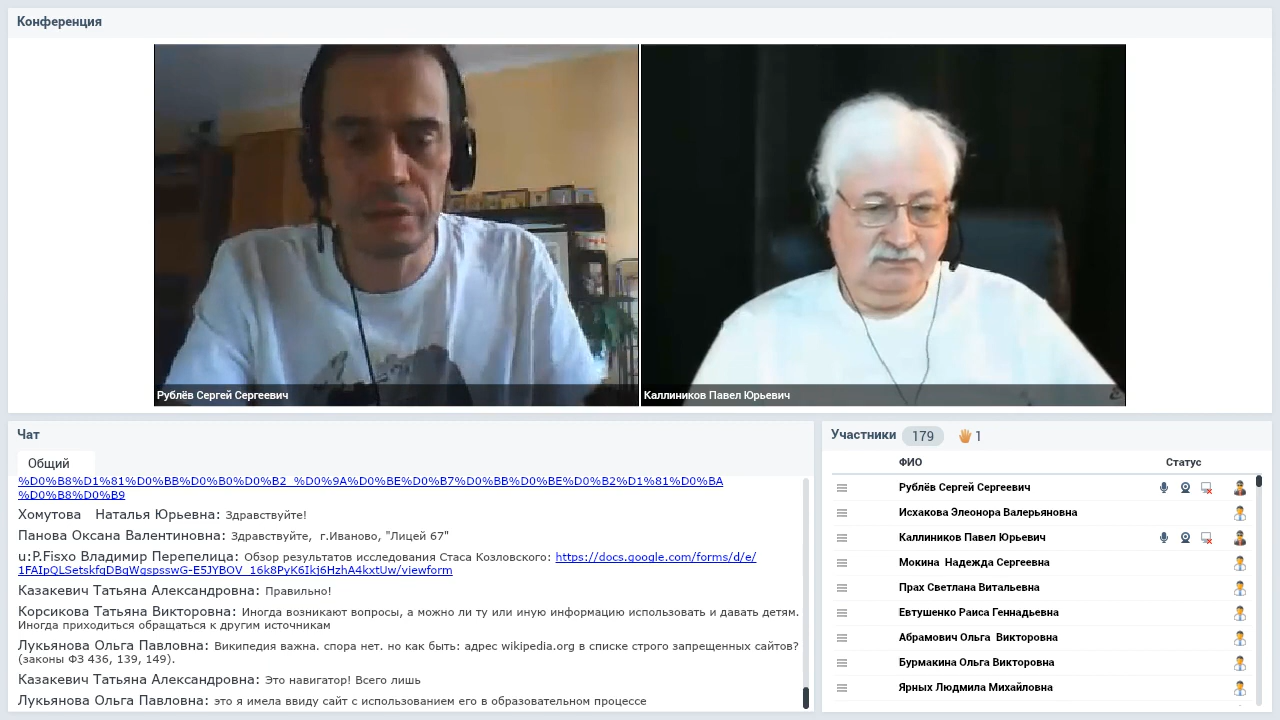 Конференция
Рублёв Сергей Сергеевич
Каллиников Павел Юрьевич
Чат
Общий
%D0%B8%D1%81%D0%BB%D0%B0%D0%B2_%D0%9A%D0%BE%D0%B7%D0%BB%D0%BE%D0%B2%D1%81%D0%BA
%D0%B8%D0%B9
Хомутова Наталья Юрьевна: Здравствуйте!
Панова Оксана Валентиновна: Здравствуйте, г.Иваново, "Лицей 67"
u:P.Fisxo Владимир Перепелица: Обзор результатов исследования Стаса Козловского: https://docs.google.com/forms/d/e/
1FAIpQLSetskfqDBqVgspsswG-E5JYBOV_16k8PyK6Ikj6HzhA4kxtUw/viewform
Казакевич Татьяна Александровна: Правильно!
Корсикова Татьяна Викторовна: Иногда возникают вопросы, а можно ли ту или иную информацию использовать и давать детям.
Иногда приходиться обращаться к другим источникам
Лукьянова Ольга Павловна: Википедия важна. спора нет. но как быть: адрес wikipedia.org в списке строго запрещенных сайтов?
(законы ФЗ 436, 139, 149).
Казакевич Татьяна Александровна: Это навигатор! Всего лишь
Лукьянова Ольга Павловна: это я имела ввиду сайт с использованием его в образовательном процессе
Участники 179 1
ФИО Статус
Рублёв Сергей Сергеевич
Исхакова Элеонора Валерьяновна
Каллиников Павел Юрьевич
Мокина Надежда Сергеевна
Прах Светлана Витальевна
Евтушенко Раиса Геннадьевна
Абрамович Ольга Викторовна
Бурмакина Ольга Викторовна
Ярных Людмила Михайловна